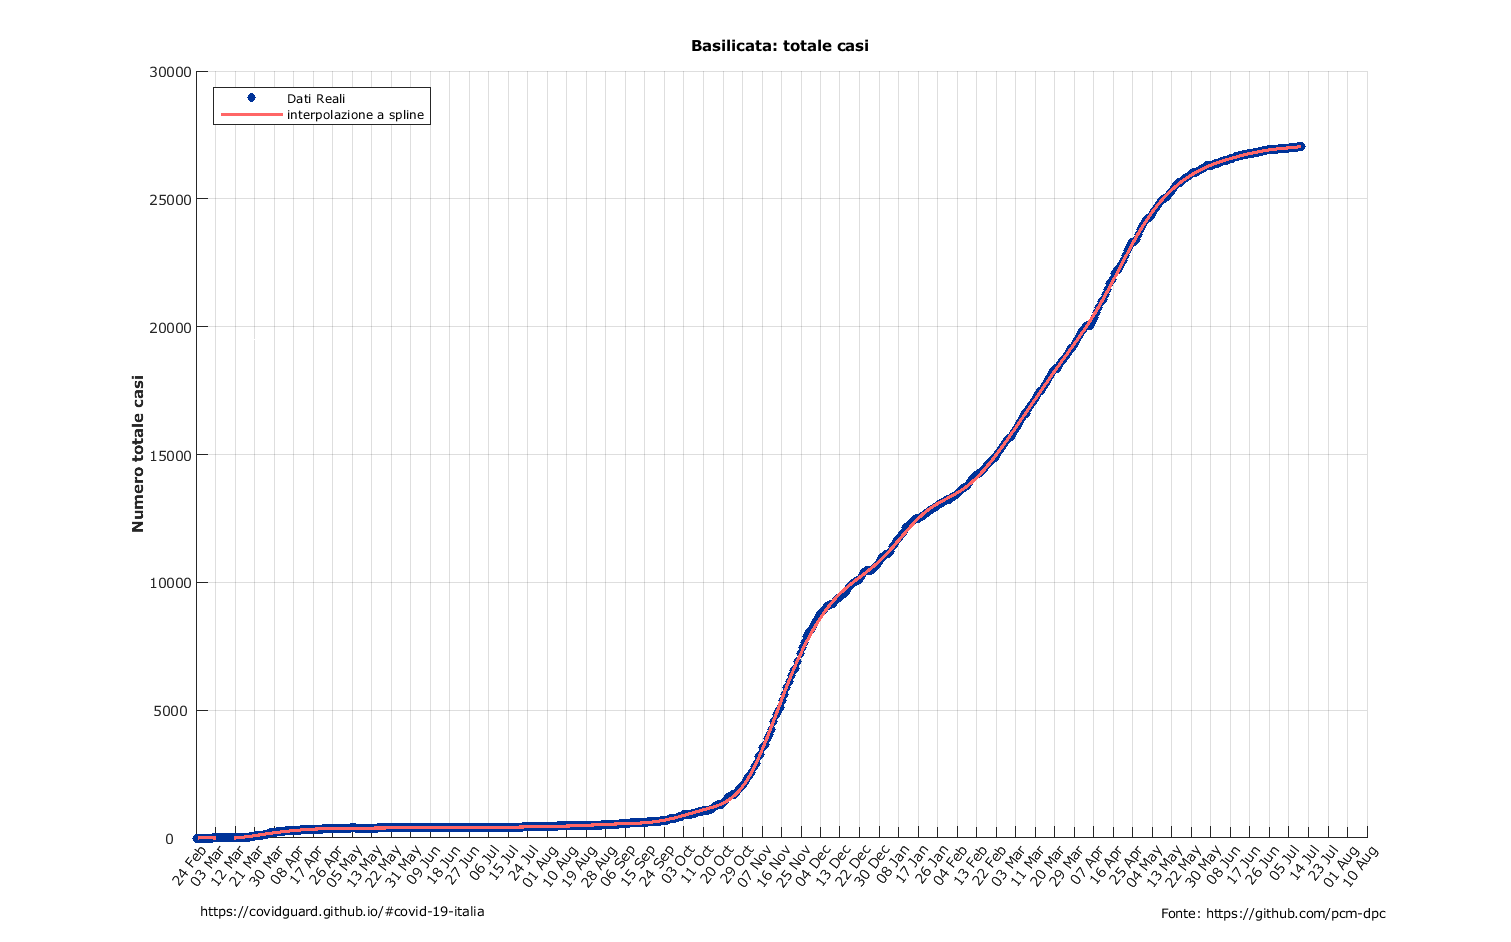 Basilicata: totale casi
30000
25000
20000
15000
10000
5000
0
Numero totale casi
Dati Reali
interpolazione a spline
24 Feb
03 Mar
12 Mar
21 Mar
30 Mar
08 Apr
17 Apr
26 Apr
05 May
13 May
22 May
31 May
09 Jun
18 Jun
27 Jun
06 Jul
15 Jul
24 Jul
01 Aug
10 Aug
19 Aug
28 Aug
06 Sep
15 Sep
24 Sep
03 Oct
11 Oct
20 Oct
29 Oct
07 Nov
16 Nov
25 Nov
04 Dec
13 Dec
22 Dec
30 Dec
08 Jan
17 Jan
26 Jan
04 Feb
13 Feb
22 Feb
03 Mar
11 Mar
20 Mar
29 Mar
07 Apr
16 Apr
25 Apr
04 May
13 May
22 May
30 May
08 Jun
17 Jun
26 Jun
05 Jul
14 Jul
23 Jul
01 Aug
10 Aug
https://covidguard.github.io/#covid-19-italia
Fonte: https://github.com/pcm-dpc